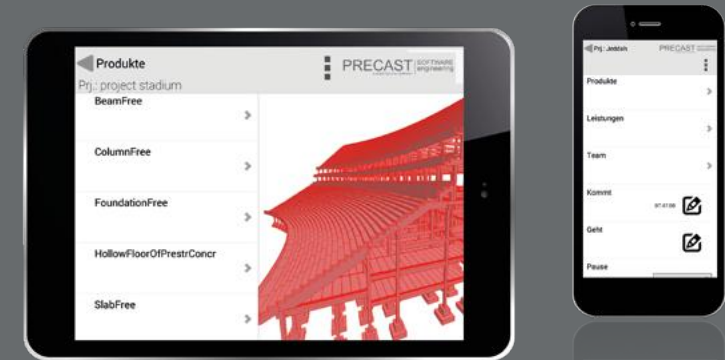 Produkte
Prj.: project stadium
PRECAST SOFTWARE
engineering
BeamFree
ColumnFree
FoundationFree
HollowFloorOfPrestrConcr
SlabFree
Prj.: Jeddah
PRECAST
Produkte
Leistungen
Team
Kommt
Geht
Pause